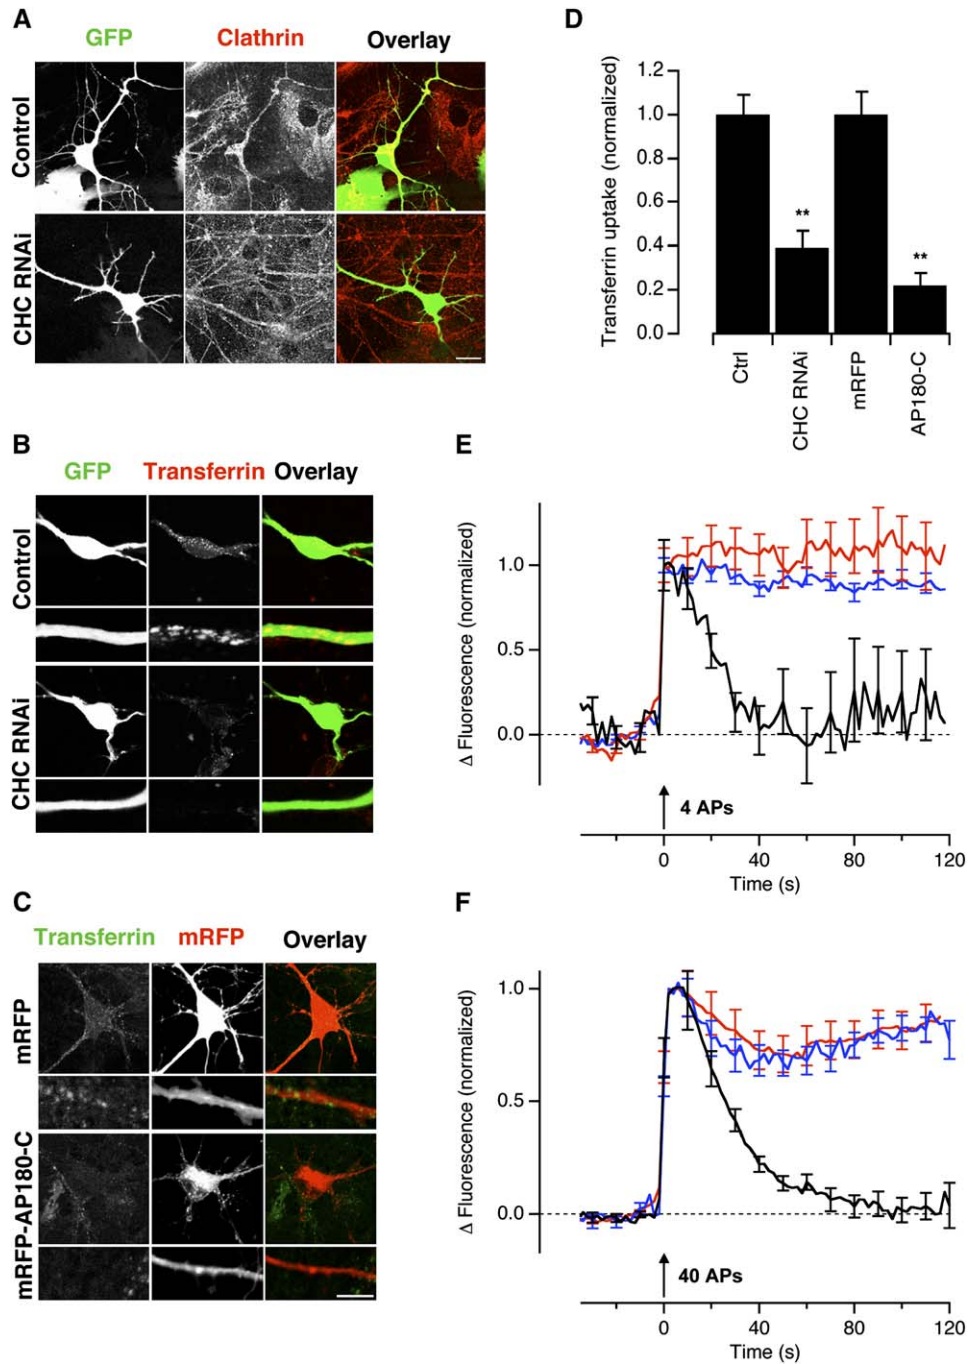 A
GFP
Clathrin
Overlay
Control
CHC RNAi
B
GFP
Transferrin
Overlay
Control
CHC RNAi
C
Transferrin
mRFP
Overlay
mRFP
mRFP-AP180-C
D
Transferrin uptake (normalized)
1.2
1.0
0.8
0.6
0.4
0.2
0.0
**
**
Ctrl
CHC RNAi
mRFP
AP180-C
E
Δ Fluorescence (normalized)
1.0
0.5
0.0
4 APs
0
40
80
120
Time (s)
F
Δ Fluorescence (normalized)
1.0
0.5
0.0
40 APs
0
40
80
120
Time (s)